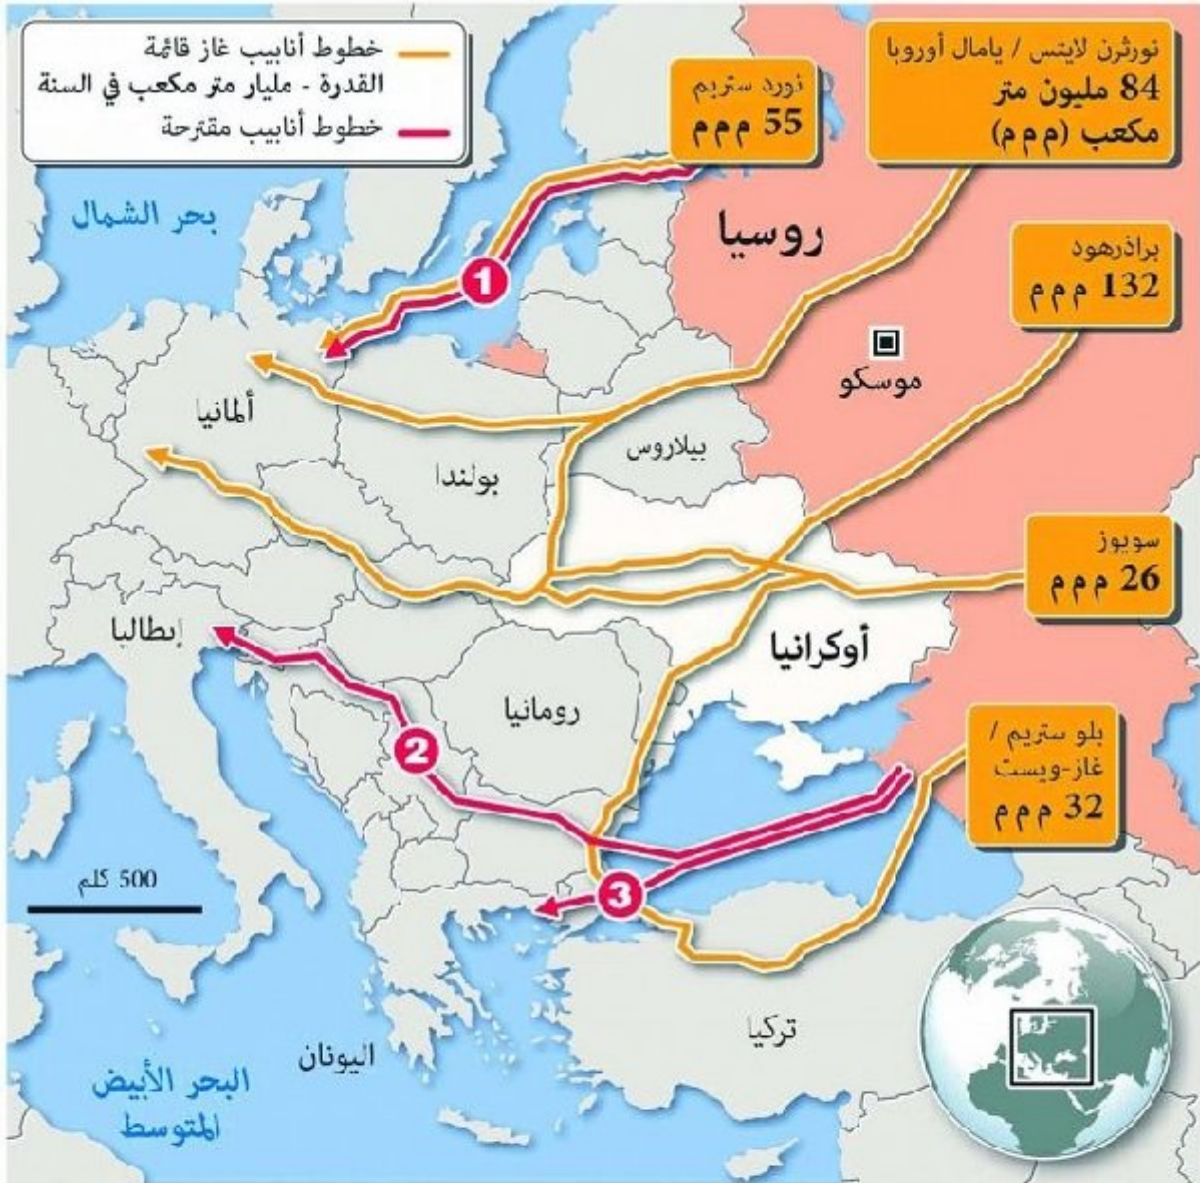 خطوط أنابيب غاز قائمة
القدرة - مليار متر مكعب في السنة
خطوط أنابيب مقترحة
نورد ستريم
55 م م م
نورثرن لايتس / يامال أوروبا
84 مليون متر
مكعب (م م م)
براذرهود
132 م م م
سويوز
26 م م م
بلو ستريم /
غاز-ويست
32 م م م
بحر الشمال
روسيا
موسكو
1
ألمانيا
بولندا
بيلاروس
إيطاليا
أوكرانيا
رومانيا
2
3
500 كلم
تركيا
اليونان
البحر الأبيض
المتوسط